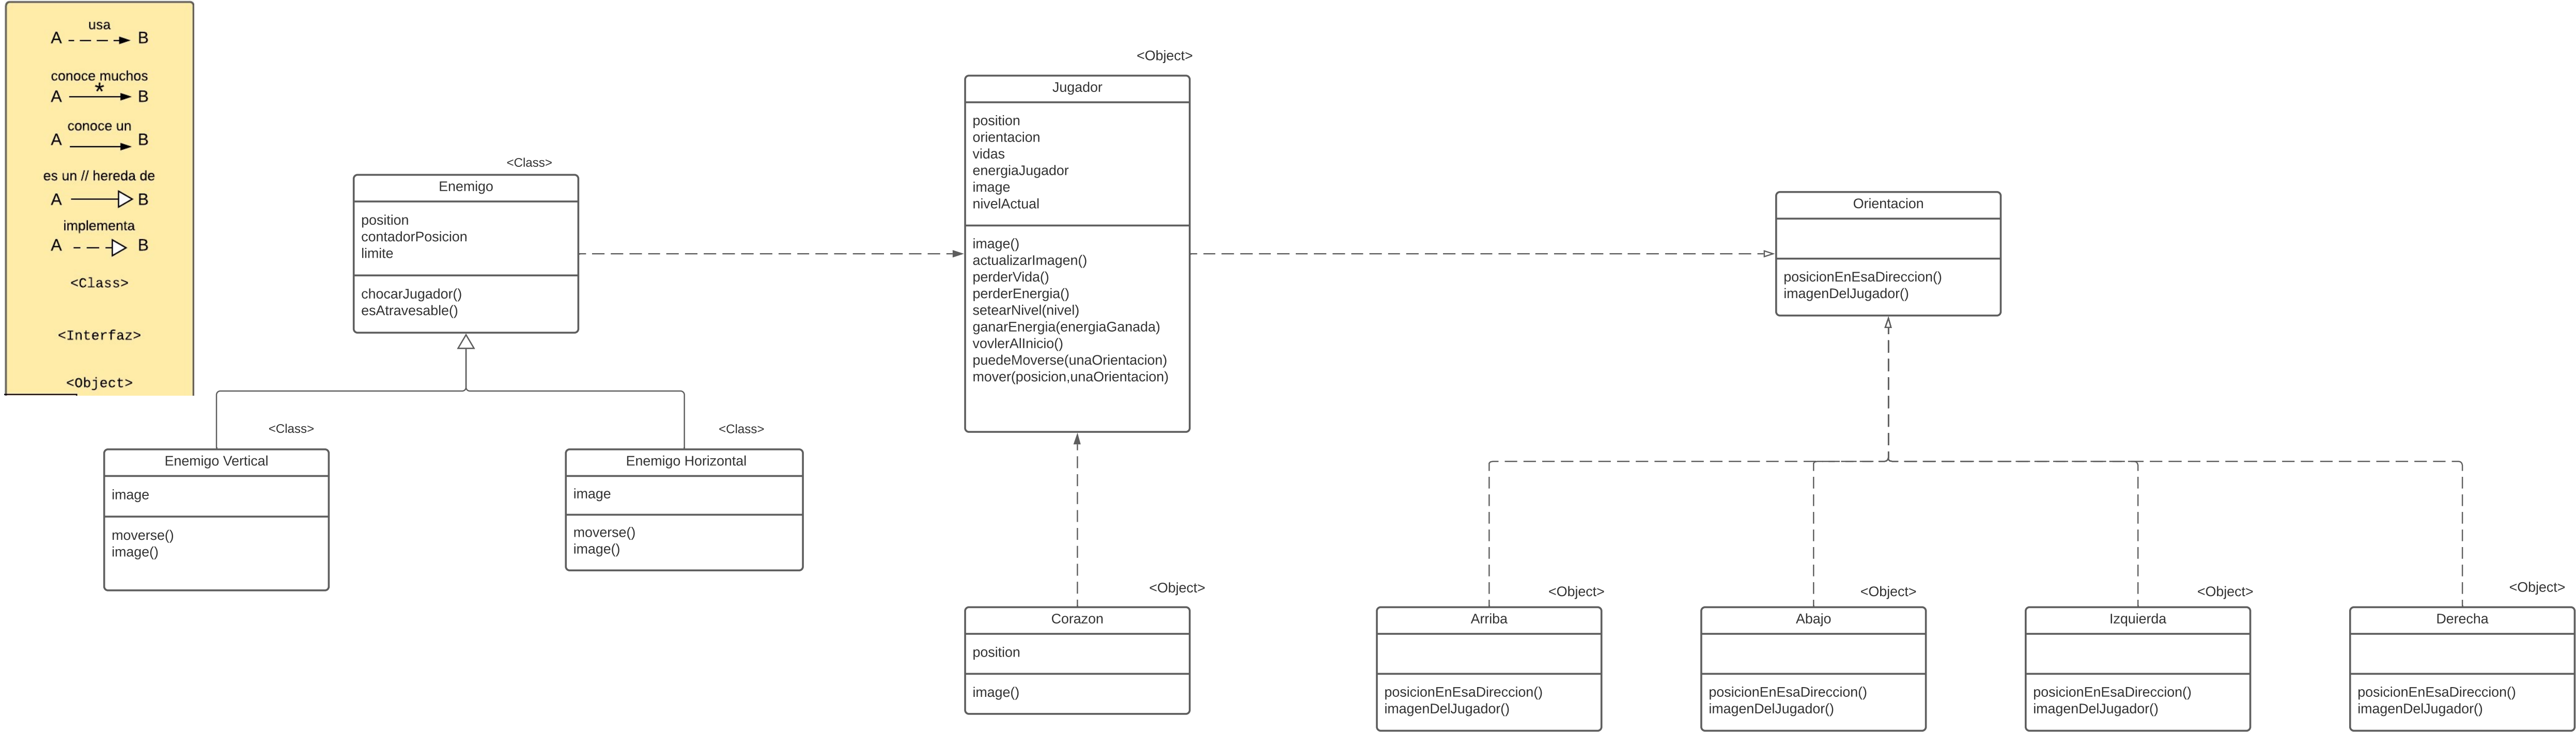 usa
A B
conoce muchos
*
A B
conoce un
A B
es un // hereda de
A B
implementa
A B
<Class>
<Interfaz>
<Object>
<Class>
Enemigo
position
contadorPosicion
limite
chocarJugador()
esAtravesable()
<Class>
Enemigo Vertical
image
moverse()
image()
<Class>
Enemigo Horizontal
image
moverse()
image()
<Object>
Jugador
position
orientacion
vidas
energiaJugador
image
nivelActual
image()
actualizarImagen()
perderVida()
perderEnergia()
setearNivel(nivel)
ganarEnergia(energiaGanada)
vovlerAlInicio()
puedeMoverse(unaOrientacion)
mover(posicion,unaOrientacion)
<Object>
Corazon
position
image()
Orientacion
posicionEnEsaDireccion()
imagenDelJugador()
<Object>
Arriba
posicionEnEsaDireccion()
imagenDelJugador()
<Object>
Abajo
posicionEnEsaDireccion()
imagenDelJugador()
<Object>
Izquierda
posicionEnEsaDireccion()
imagenDelJugador()
<Object>
Derecha
posicionEnEsaDireccion()
imagenDelJugador()